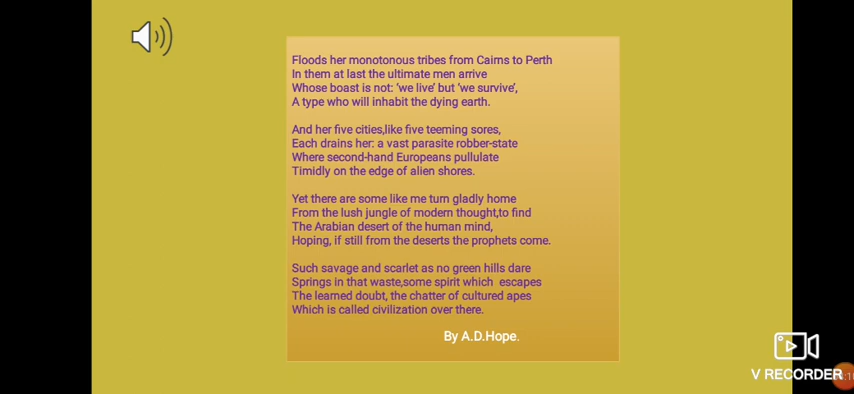 Floods her monotonous tribes from Cairns to Perth
In them at last the ultimate men arrive
Whose boast is not: 'we live' but 'we survive',
A type who will inhabit the dying earth.
And her five cities,like five teeming sores,
Each drains her: a vast parasite robber-state
Where second-hand Europeans pullulate
Timidly on the edge of alien shores.
Yet there are some like me turn gladly home
From the lush jungle of modern thought,to find
The Arabian desert of the human mind,
Hoping, if still from the deserts the prophets come.
Such savage and scarlet as no green hills dare
Springs in that waste,some spirit which escapes
The learned doubt, the chatter of cultured apes
Which is called civilization over there.
By A.D.Hope.
V RECORDER